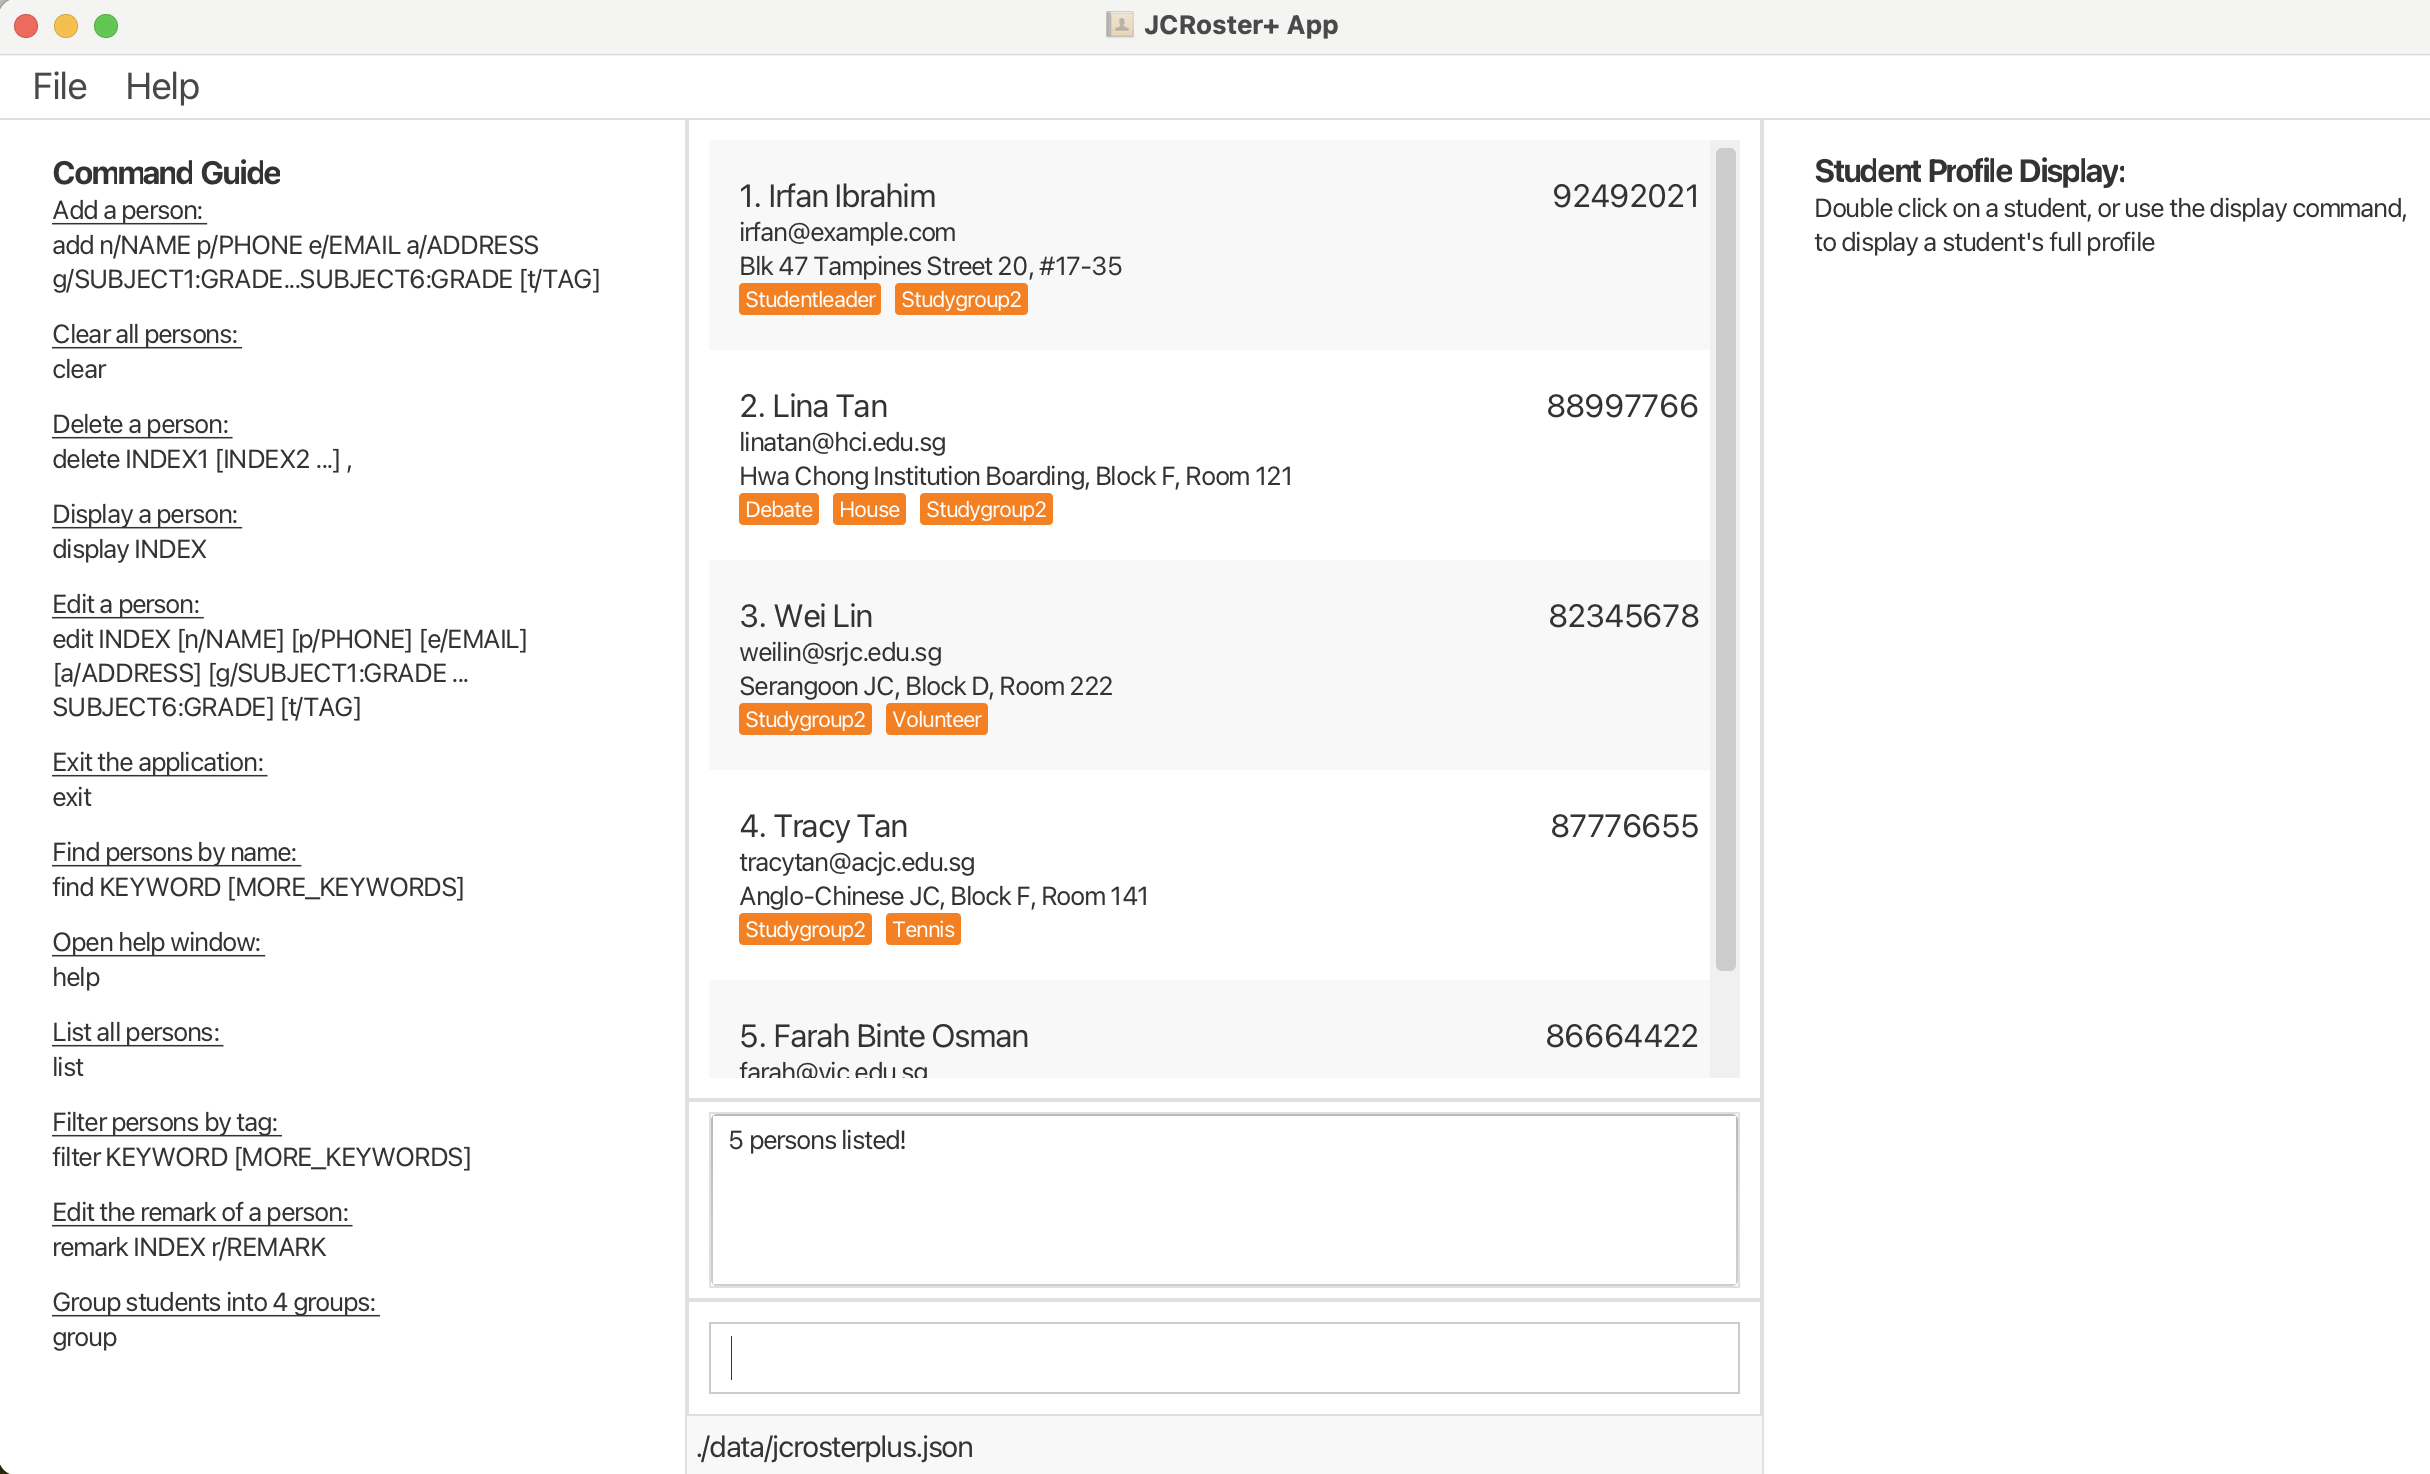 JCRoster+ App
File Help
Command Guide
Add a person:
add n/NAME p/PHONE e/EMAIL a/ADDRESS
g/SUBJECT1:GRADE...SUBJECT6:GRADE [t/TAG]
Clear all persons:
clear
Delete a person:
delete INDEX1 [INDEX2 ...] ,
Display a person:
display INDEX
Edit a person:
edit INDEX [n/NAME] [p/PHONE] [e/EMAIL]
[a/ADDRESS] [g/SUBJECT1:GRADE ...
SUBJECT6:GRADE] [t/TAG]
Exit the application:
exit
Find persons by name:
find KEYWORD [MORE_KEYWORDS]
Open help window:
help
List all persons:
list
Filter persons by tag:
filter KEYWORD [MORE_KEYWORDS]
Edit the remark of a person:
remark INDEX r/REMARK
Group students into 4 groups:
group
1. Irfan Ibrahim 92492021
irfan@example.com
Blk 47 Tampines Street 20, #17-35
Studentleader Studygroup2
2. Lina Tan 88997766
linatan@hci.edu.sg
Hwa Chong Institution Boarding, Block F, Room 121
Debate House Studygroup2
3. Wei Lin 82345678
weilin@srjc.edu.sg
Serangoon JC, Block D, Room 222
Studygroup2 Volunteer
4. Tracy Tan 87776655
tracytan@acjc.edu.sg
Anglo-Chinese JC, Block F, Room 141
Studygroup2 Tennis
5. Farah Binte Osman 86664422
5 persons listed!
./data/jcrosterplus.json
Student Profile Display:
Double click on a student, or use the display command,
to display a student's full profile